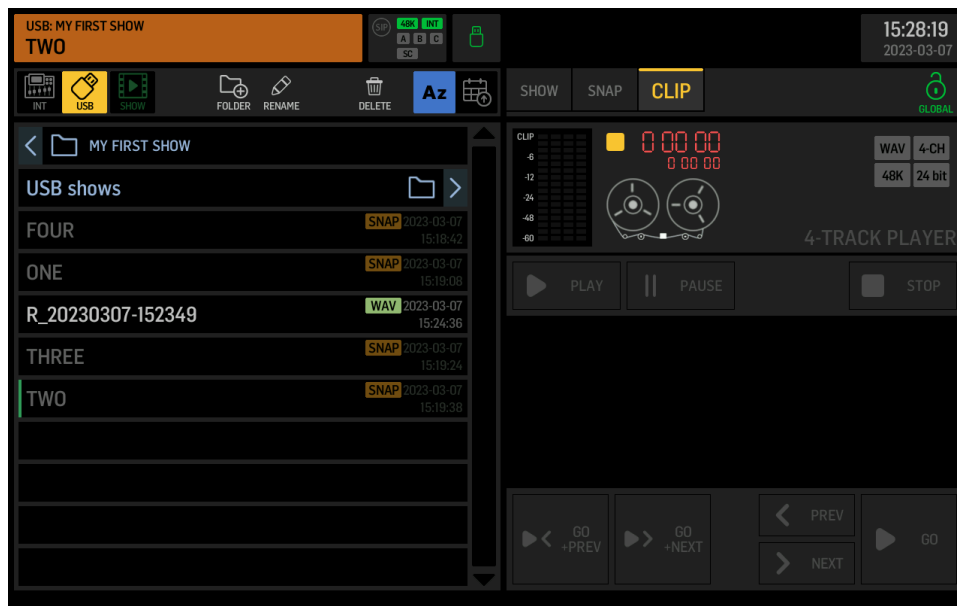 USB: MY FIRST SHOW
TWO
SIP
48K INT
A B C
SC
15:28:19
2023-03-07
INT
USB
SHOW
FOLDER
RENAME
DELETE
AZ
SHOW
SNAP
CLIP
GLOBAL
MY FIRST SHOW
USB shows
FOUR
SNAP 2023-03-07
15:18:42
ONE
SNAP 2023-03-07
15:19:08
R_20230307-152349
WAV 2023-03-07
15:24:36
THREE
SNAP 2023-03-07
15:19:24
TWO
SNAP 2023-03-07
15:19:38
CLIP
-6
-12
-24
-48
-60
0 00 00
0 00 00
WAV 4-CH
48K 24 bit
4-TRACK PLAYER
PLAY
PAUSE
STOP
GO
+PREV
GO
+NEXT
PREV
NEXT
GO